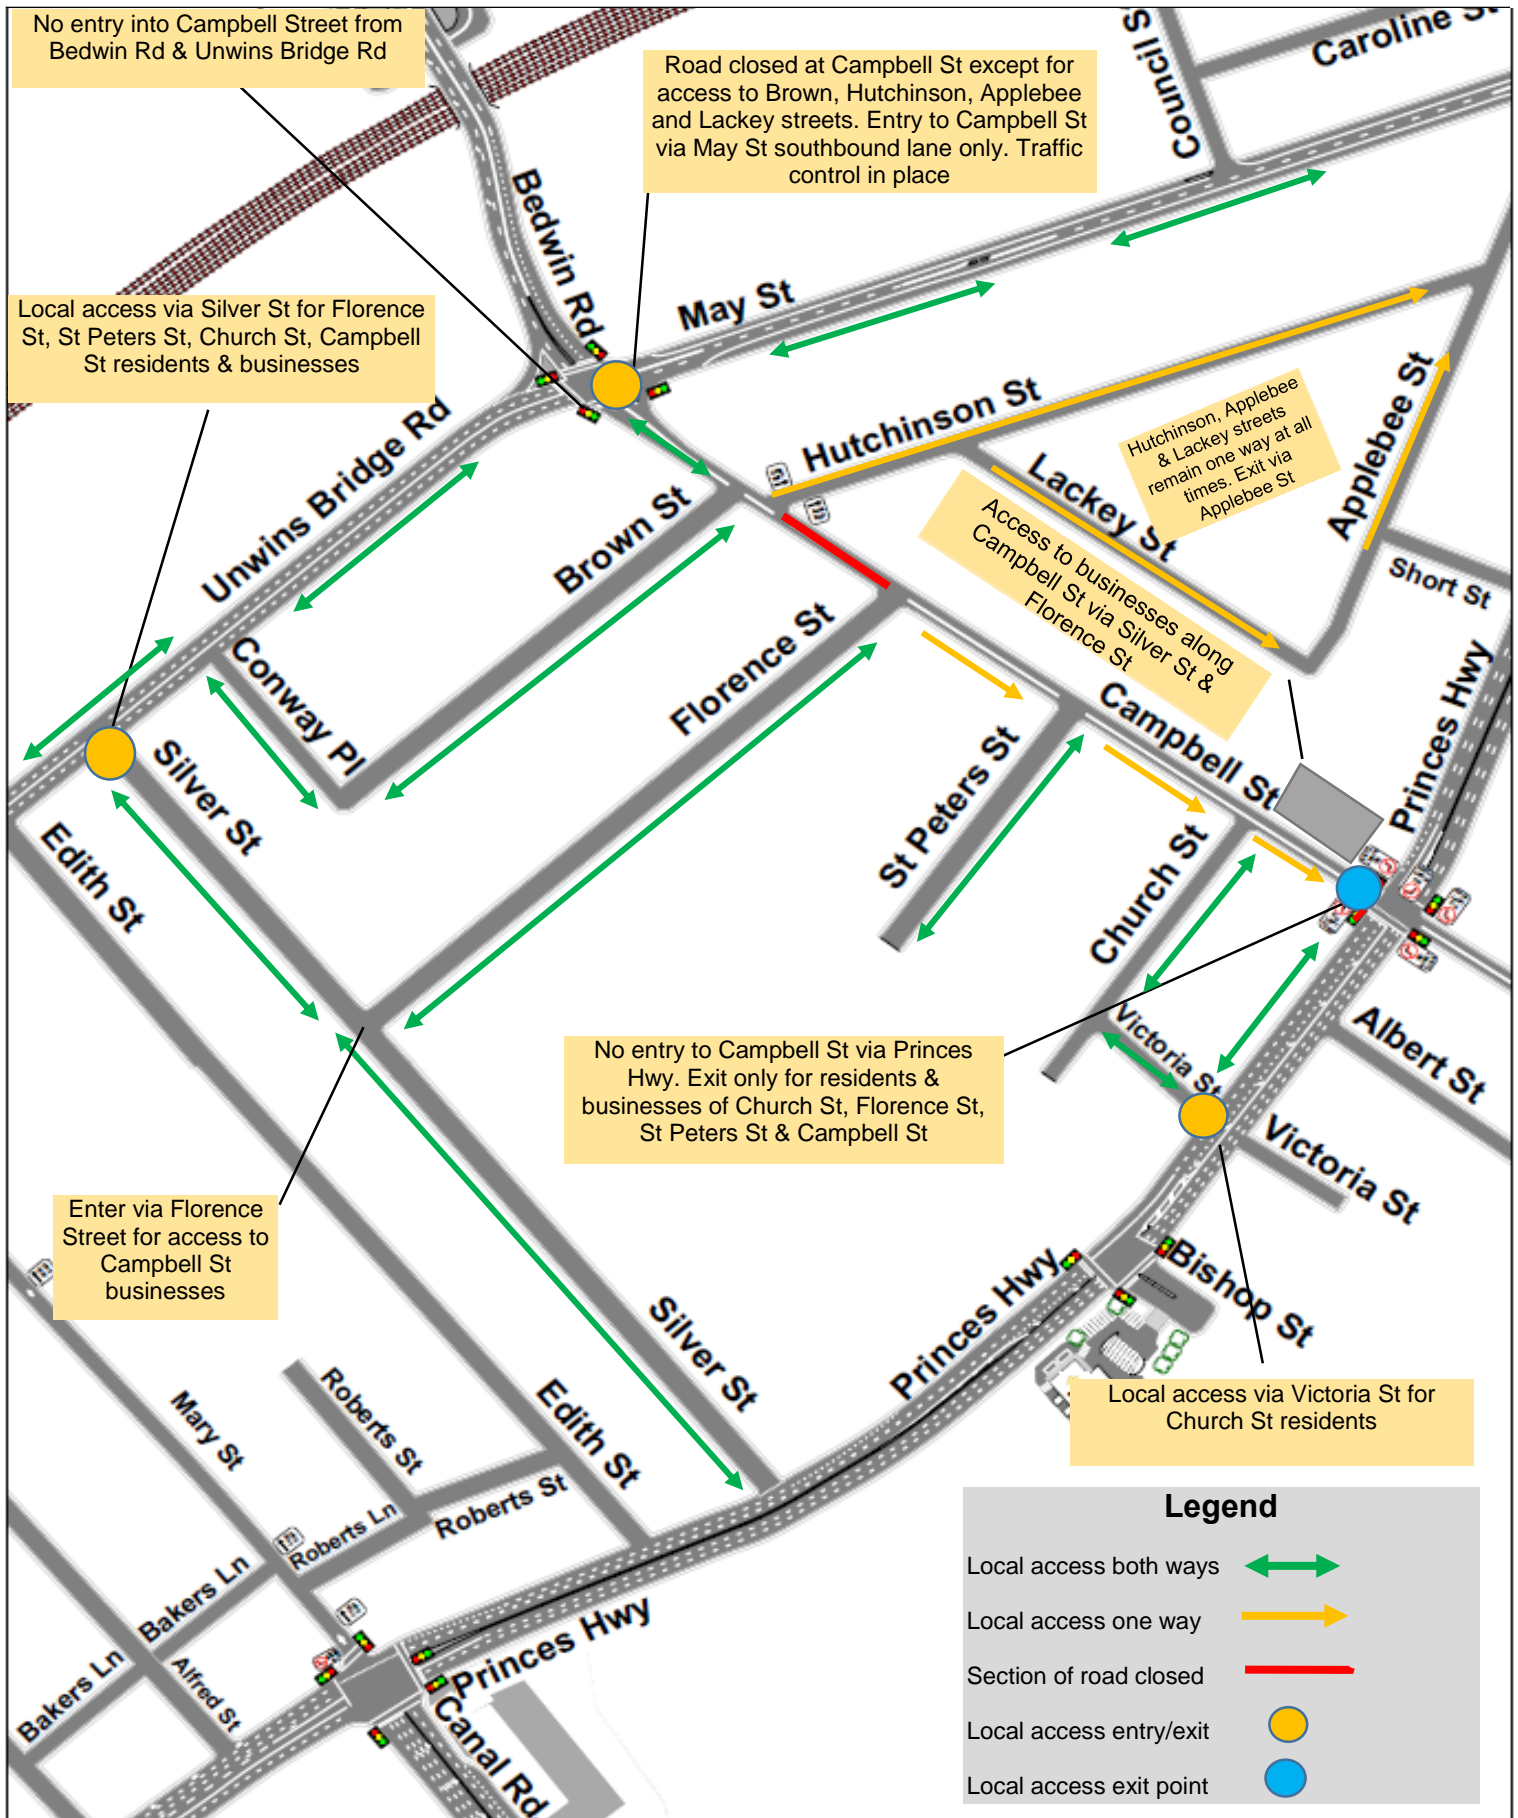 No entry into Campbell Street from
Bedwin Rd & Unwins Bridge Rd
Road closed at Campbell St except for
access to Brown, Hutchinson, Applebee
and Lackey streets. Entry to Campbell St
via May St southbound lane only. Traffic
control in place
Caroline St
Council S
Bedwin Rd
May St
Local access via Silver St for Florence
St, St Peters St, Church St, Campbell
St residents & businesses
Hutchinson St
Hutchinson, Applebee
& Lackey streets
remain one way at all
times. Exit via
Applebee St
Applebee St
Lackey St
Short St
Unwins Bridge Rd
Brown St
Access to businesses along
Campbell St via Silver St &
Florence St
Florence St
Conway Pl
Campbell St
Princes Hwy
Silver St
St Peters St
Edith St
Church St
Victoria St
Albert St
No entry to Campbell St via Princes
Hwy. Exit only for residents &
businesses of Church St, Florence St,
St Peters St & Campbell St
Victoria St
Enter via Florence
Street for access to
Campbell St
businesses
Bishop St
Princes Hwy
Silver St
Local access via Victoria St for
Church St residents
Roberts St
Mary St
Edith St
Roberts St
Roberts Ln
Bakers Ln
Bakers Ln
Alfred St
Princes Hwy
Canal Rd
Legend
Local access both ways
Local access one way
Section of road closed
Local access entry/exit
Local access exit point